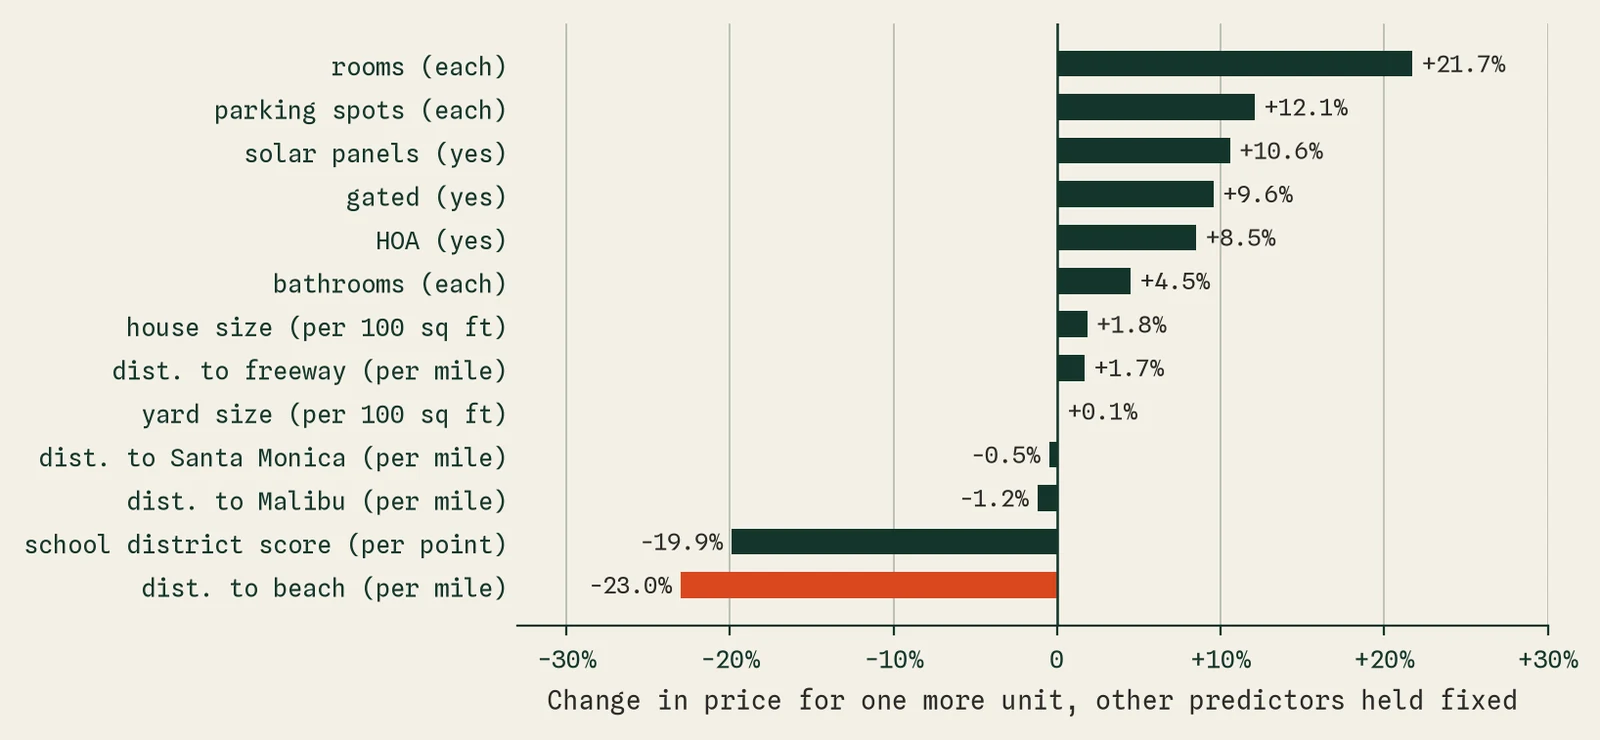 rooms (each) +21.7%
parking spots (each) +12.1%
solar panels (yes) +10.6%
gated (yes) +9.6%
HOA (yes) +8.5%
bathrooms (each) +4.5%
house size (per 100 sq ft) +1.8%
dist. to freeway (per mile) +1.7%
yard size (per 100 sq ft) +0.1%
dist. to Santa Monica (per mile) -0.5%
dist. to Malibu (per mile) -1.2%
school district score (per point) -19.9%
dist. to beach (per mile) -23.0%
-30% -20% -10% 0 +10% +20% +30%
Change in price for one more unit, other predictors held fixed